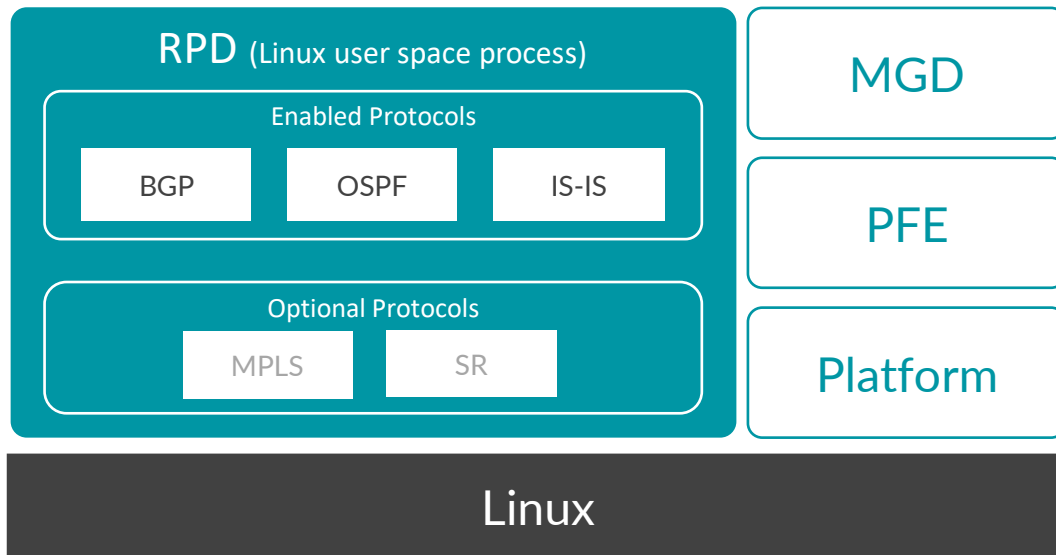 RPD (Linux user space process)
Enabled Protocols
BGP
OSPF
IS-IS
Optional Protocols
MPLS
SR
MGD
PFE
Platform
Linux